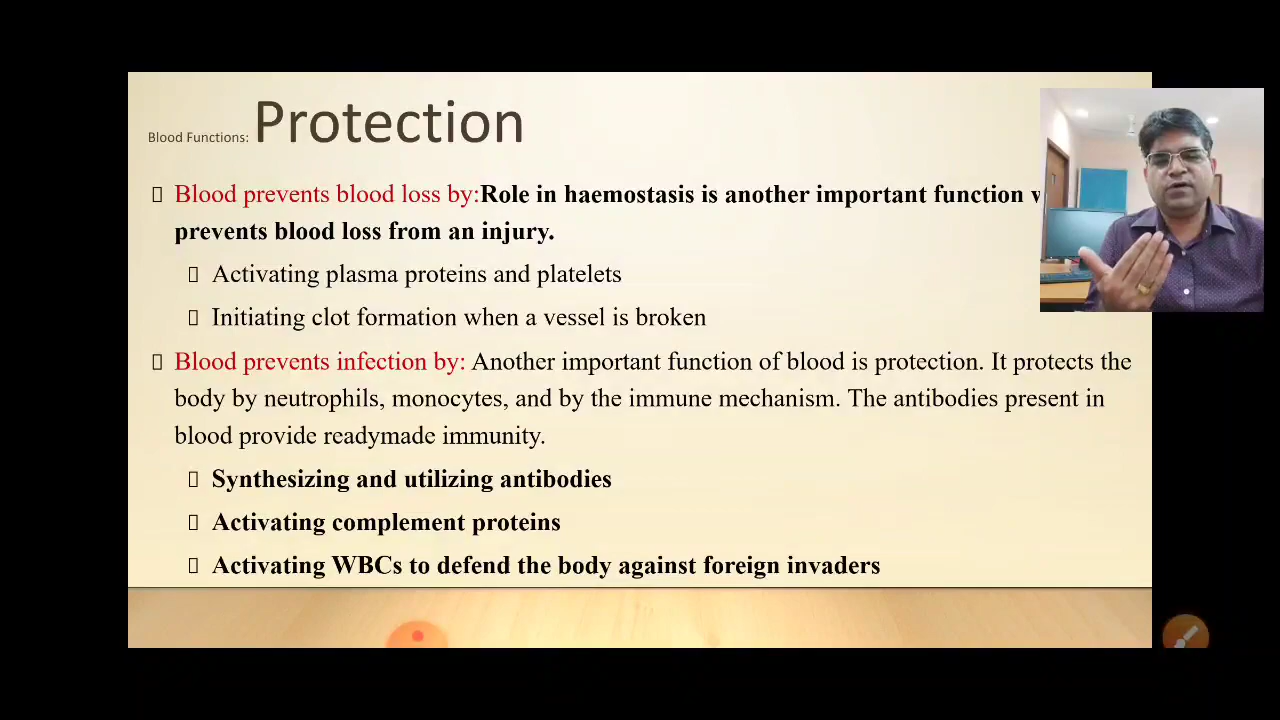 Blood Functions: Protection
Blood prevents blood loss by:Role in haemostasis is another important function
prevents blood loss from an injury.
Activating plasma proteins and platelets
Initiating clot formation when a vessel is broken
Blood prevents infection by: Another important function of blood is protection. It protects the
body by neutrophils, monocytes, and by the immune mechanism. The antibodies present in
blood provide readymade immunity.
Synthesizing and utilizing antibodies
Activating complement proteins
Activating WBCs to defend the body against foreign invaders